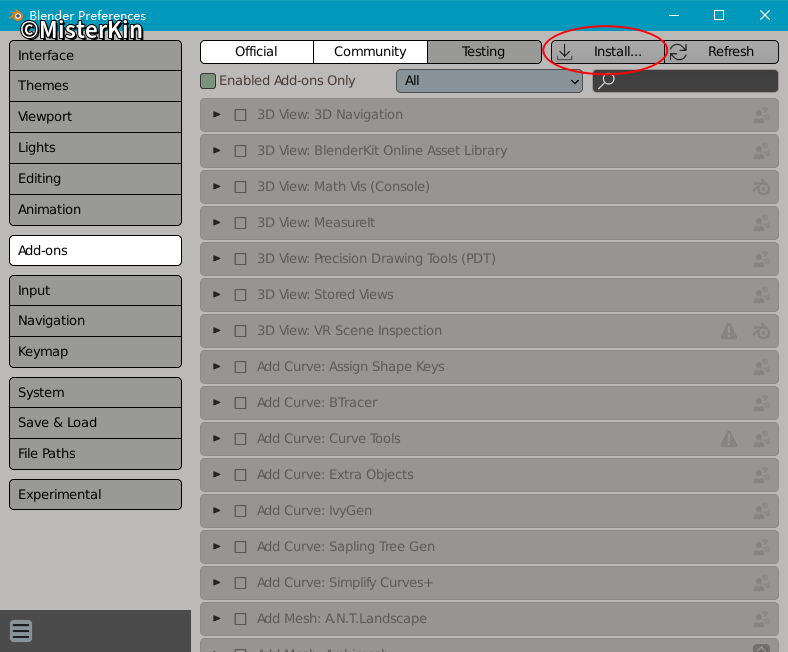 Blender Preferences
©MisterKin
Interface
Themes
Viewport
Lights
Editing
Animation
Add-ons
Input
Navigation
Keymap
System
Save & Load
File Paths
Experimental
Official
Community
Testing
Install...
Refresh
Enabled Add-ons Only
All
3D View: 3D Navigation
3D View: BlenderKit Online Asset Library
3D View: Math Vis (Console)
3D View: MeasureIt
3D View: Precision Drawing Tools (PDT)
3D View: Stored Views
3D View: VR Scene Inspection
Add Curve: Assign Shape Keys
Add Curve: BTracer
Add Curve: Curve Tools
Add Curve: Extra Objects
Add Curve: IvyGen
Add Curve: Sapling Tree Gen
Add Curve: Simplify Curves+
Add Mesh: A.N.T.Landscape
Add Mesh: